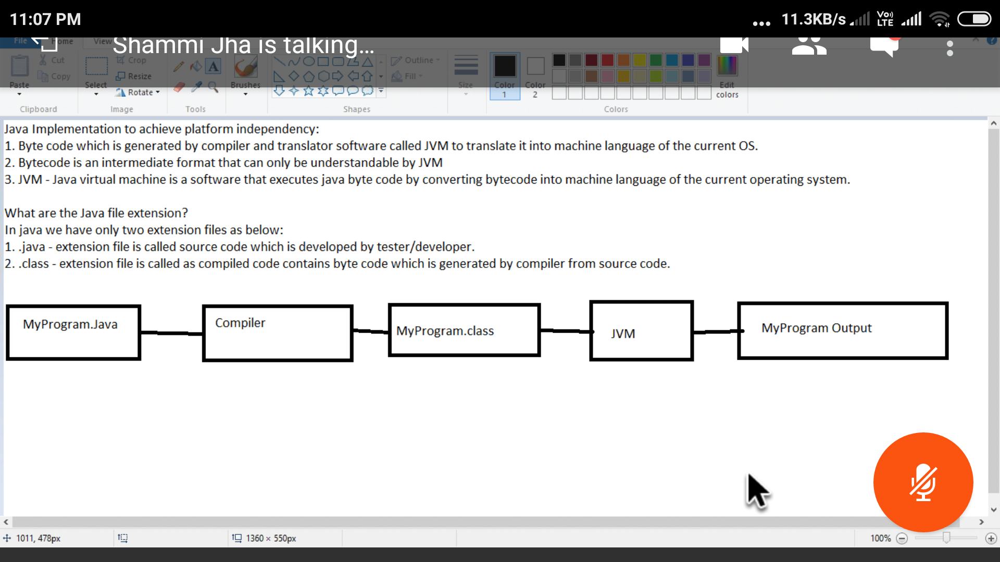 11:07 PM
11.3KB/s
Vo))
LTE
Shammi Jha is talking...
File
Home
View
Cut
Copy
Paste
Clipboard
Crop
Resize
Rotate
Select
Image
A
Tools
Brushes
Outline
Fill
Shapes
Size
Color
1
Color
2
Edit
colors
Colors
Java Implementation to achieve platform independency:
1. Byte code which is generated by compiler and translator software called JVM to translate it into machine language of the current OS.
2. Bytecode is an intermediate format that can only be understandable by JVM
3. JVM - Java virtual machine is a software that executes java byte code by converting bytecode into machine language of the current operating system.
What are the Java file extension?
In java we have only two extension files as below:
1. .java - extension file is called source code which is developed by tester/developer.
2. .class - extension file is called as compiled code contains byte code which is generated by compiler from source code.
MyProgram.Java
Compiler
MyProgram.class
JVM
MyProgram Output
1011, 478px
1360 × 550px
100%